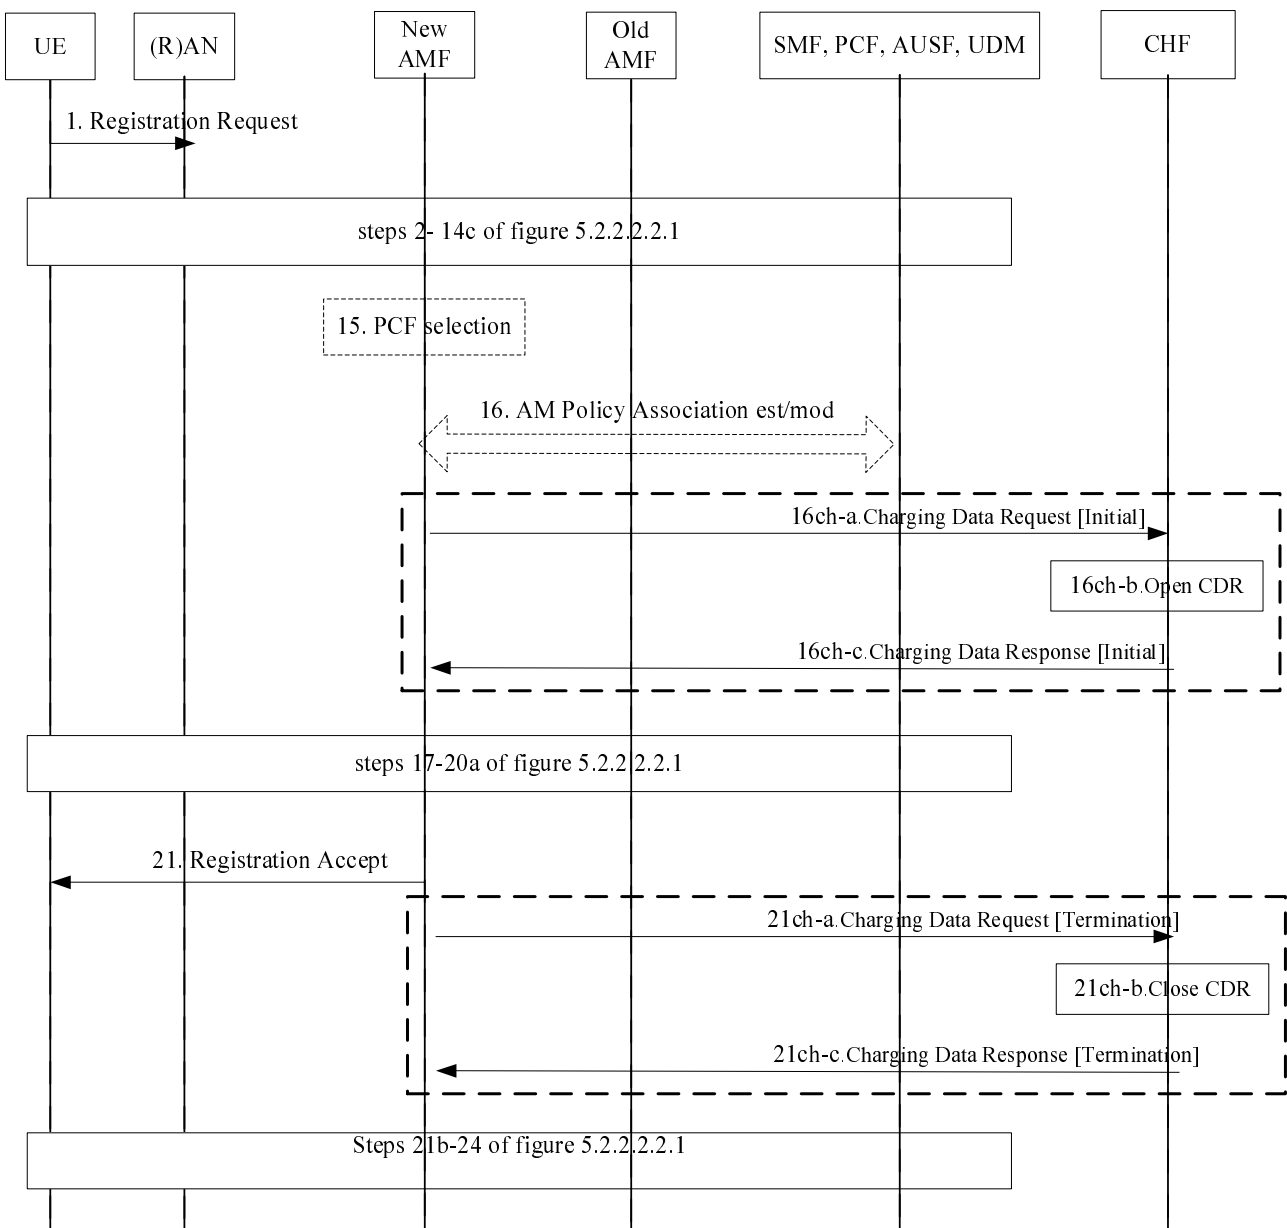 UE
(R)AN
New
AMF
Old
AMF
SMF, PCF, AUSF, UDM
CHF
1. Registration Request
steps 2- 14c of figure 5.2.2.2.2.1
15. PCF selection
16. AM Policy Association est/mod
16ch-a.Charging Data Request [Initial]
16ch-b.Open CDR
16ch-c.Charging Data Response [Initial]
steps 17-20a of figure 5.2.2.2.2.1
21. Registration Accept
21ch-a.Charging Data Request [Termination]
21ch-b.Close CDR
21ch-c.Charging Data Response [Termination]
Steps 21b-24 of figure 5.2.2.2.2.1